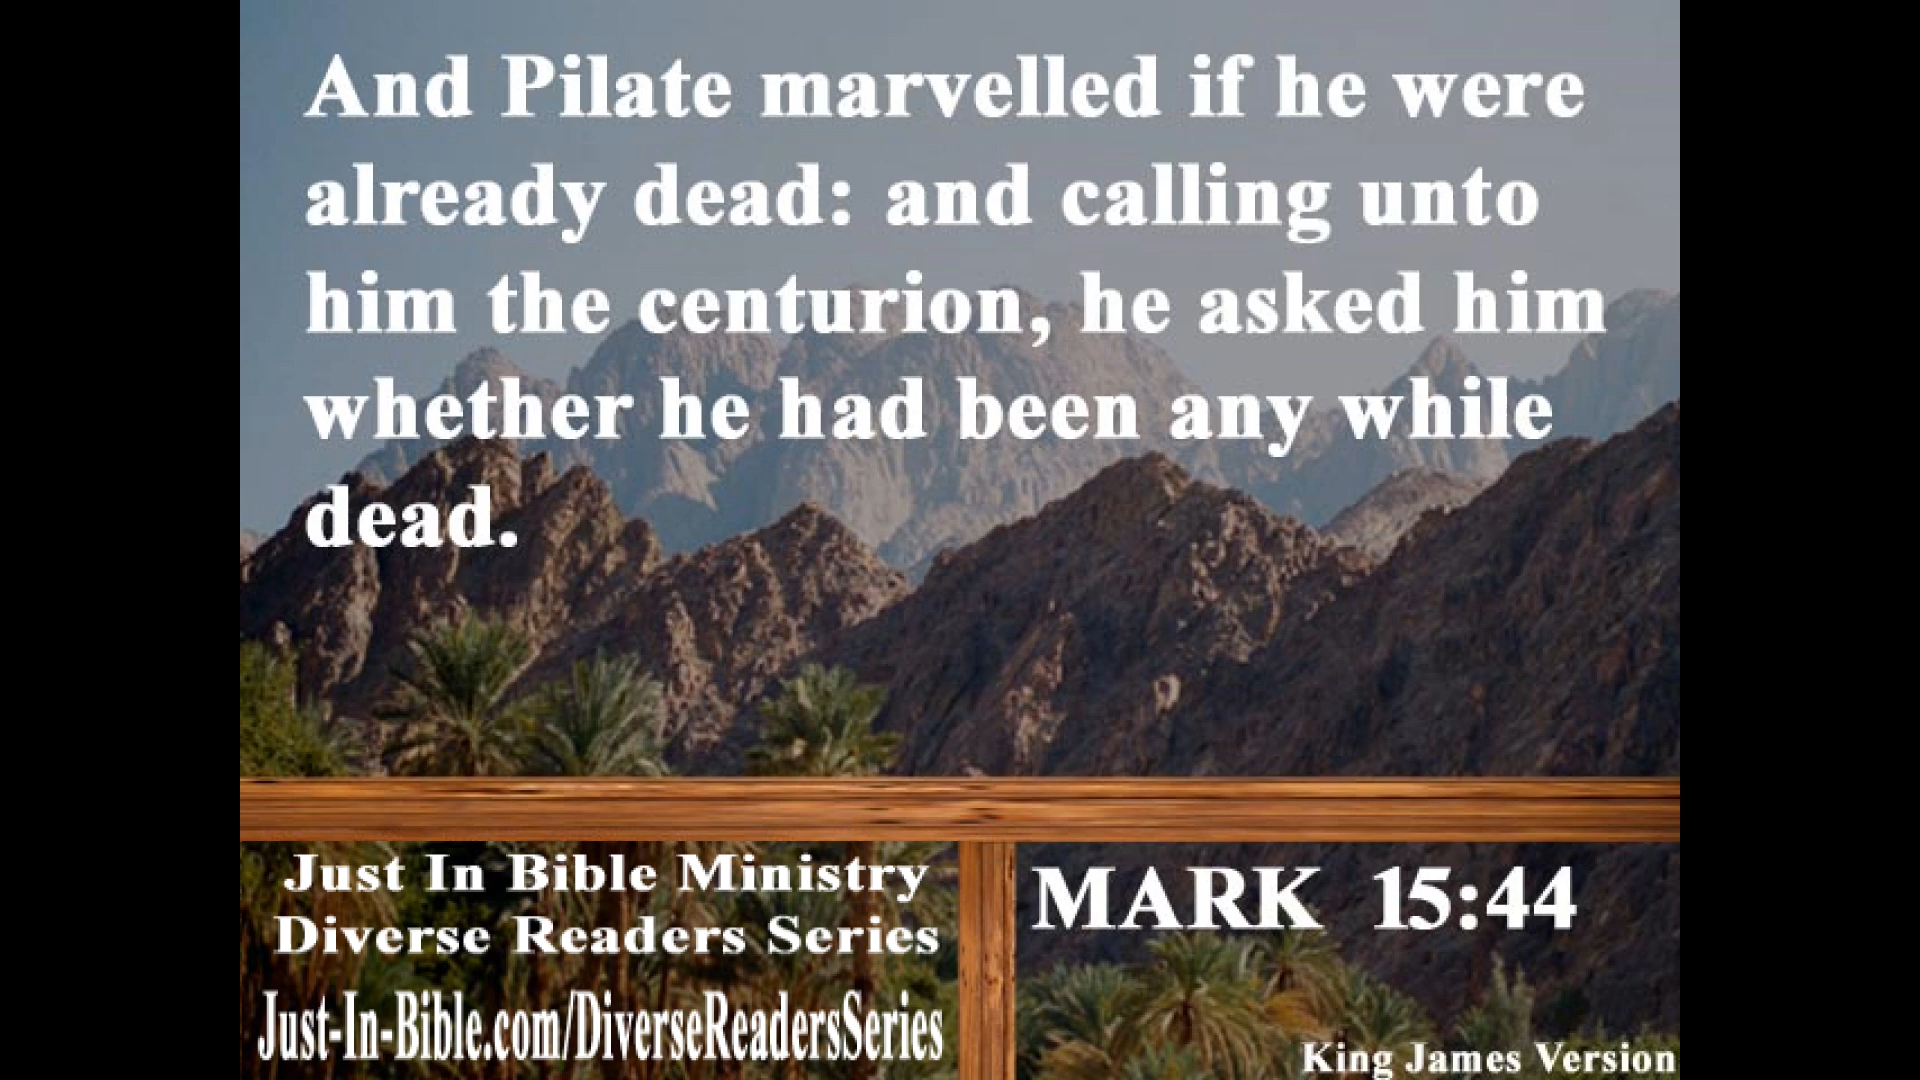 And Pilate marvelled if he were
already dead: and calling unto
him the centurion, he asked him
whether he had been any while
dead.
Just In Bible Ministry
Diverse Readers Series
Just-In-Bible.com/DiverseReadersSeries
MARK 15:44
King James Version